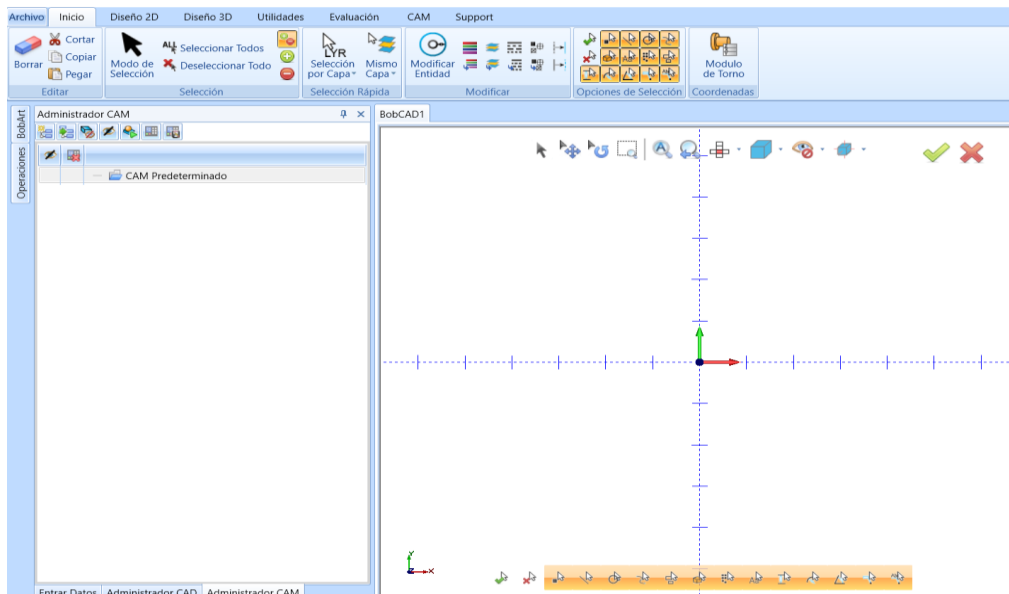 Archivo Inicio Diseño 2D Diseño 3D Utilidades Evaluación CAM Support
Borrar
Cortar
Copiar
Pegar
Editar
Modo de
Selección
ALL Seleccionar Todos
Deseleccionar Todo
Selección
LYR
Selección
por Capa
Mismo
Capa
Selección Rápida
Modificar
Entidad
Modificar
Opciones de Selección
Modulo
de Torno
Coordenadas
BobArt
Operaciones
Administrador CAM
BobCAD1
CAM Predeterminado
Y
Z
X
Entrar Datos Administrador CAD Administrador CAM